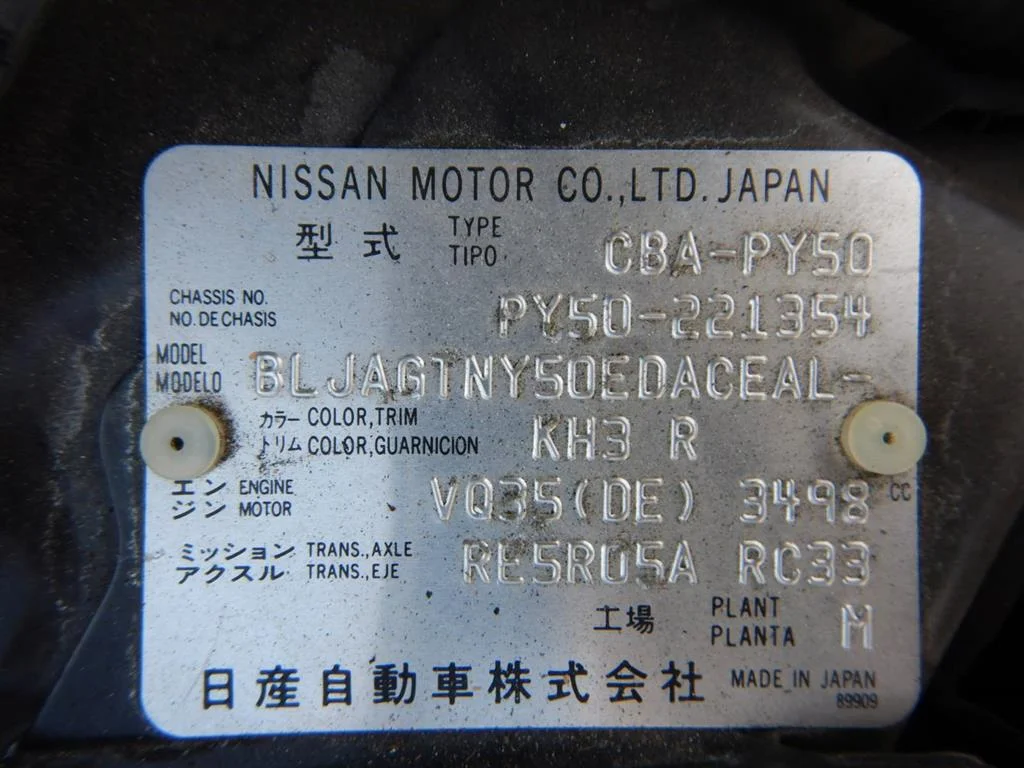 NISSAN MOTOR CO.,LTD. JAPAN
型式 TYPE TIPO CBA-PY50
CHASSIS NO. NO.DE CHASIS PY50-221354
MODEL MODELO BLJAGTNY50EDACEAL-
カラー COLOR,TRIM
トリム COLOR,GUARNICION KH3 R
エンジン ENGINE MOTOR VQ35(DE) 3498 CC
ミッション TRANS.,AXLE
アクスル TRANS.,EJE RE5R05A RC33
工場 PLANT PLANTA M
日産自動車株式会社 MADE IN JAPAN
89909